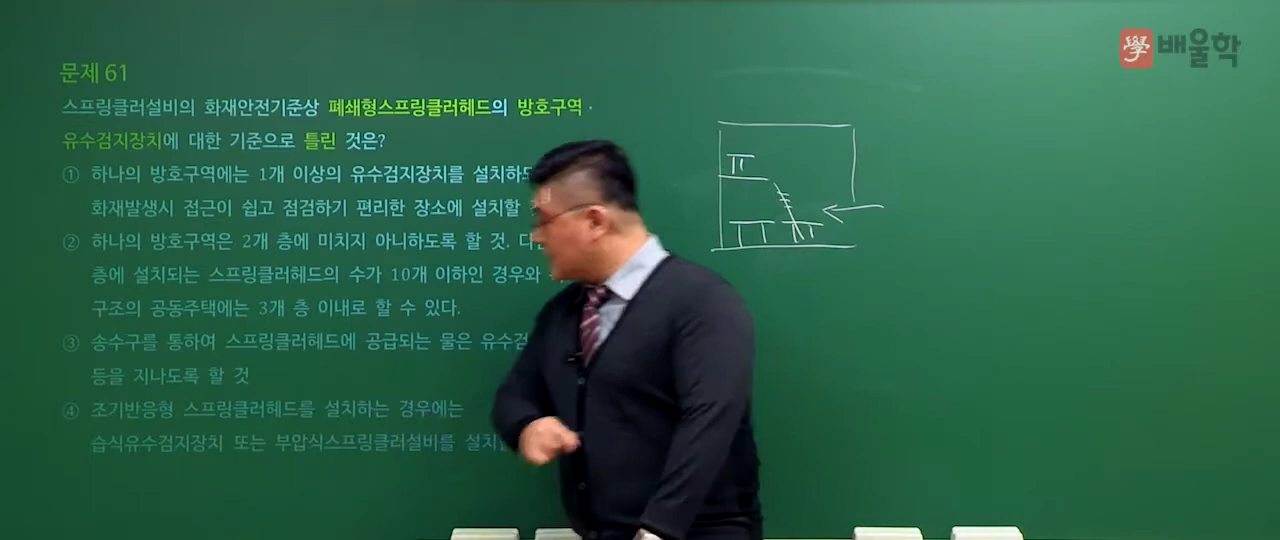 學 배울학
문제 61
스프링클러설비의 화재안전기준상 폐쇄형스프링클러헤드의 방호구역 ·
유수검지장치에 대한 기준으로 틀린 것은?
① 하나의 방호구역에는 1개 이상의 유수검지장치를
화재발생시 접근이 쉽고 점검하기 편리한 장소에 설치할
② 하나의 방호구역은 2개 층에 미치지 아니하도록 할 것.
층에 설치되는 스프링클러헤드의 수가 10개 이하인 경우와
구조의 공동주택에는 3개 층 이내로 할 수 있다.
③ 송수구를 통하여 스프링클러헤드에 공급되는 물은
등을 지나도록 할 것
④ 조기반응형 스프링클러헤드를 설치하는 경우에는
습식유수검지장치 또는 부압식스프링클러설비를